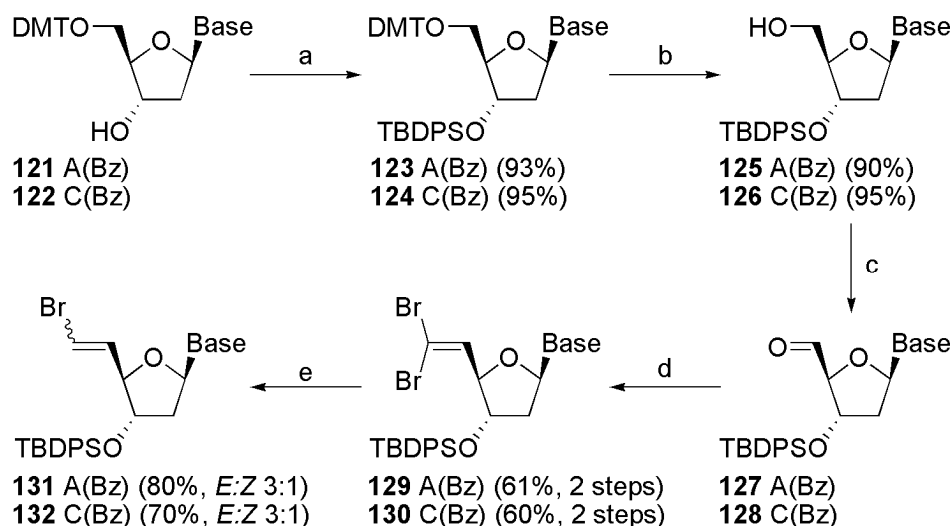 DMTO
O
Base
HO
121 A(Bz)
122 C(Bz)
a
DMTO
O
Base
TBDPSO
123 A(Bz) (93%)
124 C(Bz) (95%)
b
HO
O
Base
TBDPSO
125 A(Bz) (90%)
126 C(Bz) (95%)
c
O
O
Base
TBDPSO
127 A(Bz)
128 C(Bz)
d
Br
Br
O
Base
TBDPSO
129 A(Bz) (61%, 2 steps)
130 C(Bz) (60%, 2 steps)
e
Br
O
Base
TBDPSO
131 A(Bz) (80%, E:Z 3:1)
132 C(Bz) (70%, E:Z 3:1)